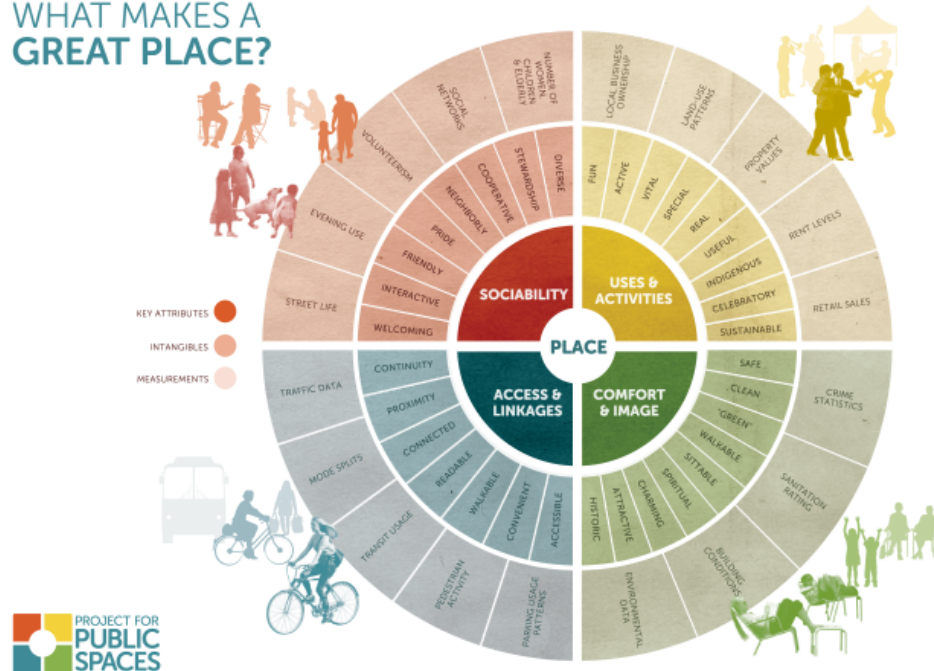 WHAT MAKES A
GREAT PLACE?
KEY ATTRIBUTES
INTANGIBLES
MEASUREMENTS
PLACE
SOCIABILITY
USES &
ACTIVITIES
ACCESS &
LINKAGES
COMFORT
& IMAGE
WELCOMING
INTERACTIVE
FRIENDLY
PRIDE
NEIGHBORLY
COOPERATIVE
STEWARDSHIP
DIVERSE
STREET LIFE
EVENING USE
VOLUNTEERISM
SOCIAL
NETWORKS
NUMBER OF
WOMEN,
CHILDREN
& ELDERLY
FUN
ACTIVE
VITAL
SPECIAL
REAL
USEFUL
INDIGENOUS
CELEBRATORY
SUSTAINABLE
LOCAL BUSINESS
OWNERSHIP
LAND-USE
PATTERNS
PROPERTY
VALUES
RENT LEVELS
RETAIL SALES
SAFE
CLEAN
"GREEN"
WALKABLE
SITTABLE
SPIRITUAL
CHARMING
ATTRACTIVE
HISTORIC
CRIME
STATISTICS
SANITATION
RATING
BUILDING
CONDITIONS
ENVIRONMENTAL
DATA
CONTINUITY
PROXIMITY
CONNECTED
READABLE
WALKABLE
CONVENIENT
ACCESSIBLE
TRAFFIC DATA
MODE SPLITS
TRANSIT USAGE
PEDESTRIAN
ACTIVITY
PARKING USAGE
PATTERNS
PROJECT FOR
PUBLIC
SPACES